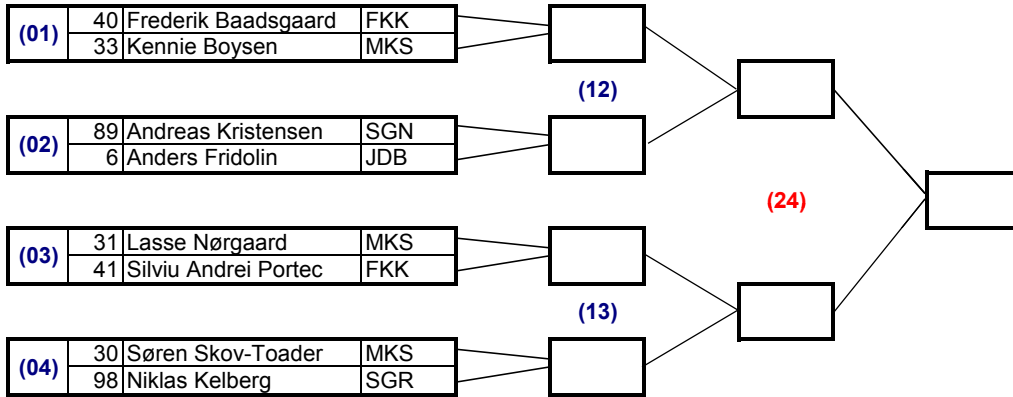 (01) 40 Frederik Baadsgaard FKK
33 Kennie Boysen MKS
(12)
(02) 89 Andreas Kristensen SGN
6 Anders Fridolin JDB
(24)
(03) 31 Lasse Nørgaard MKS
41 Silviu Andrei Portec FKK
(13)
(04) 30 Søren Skov-Toader MKS
98 Niklas Kelberg SGR